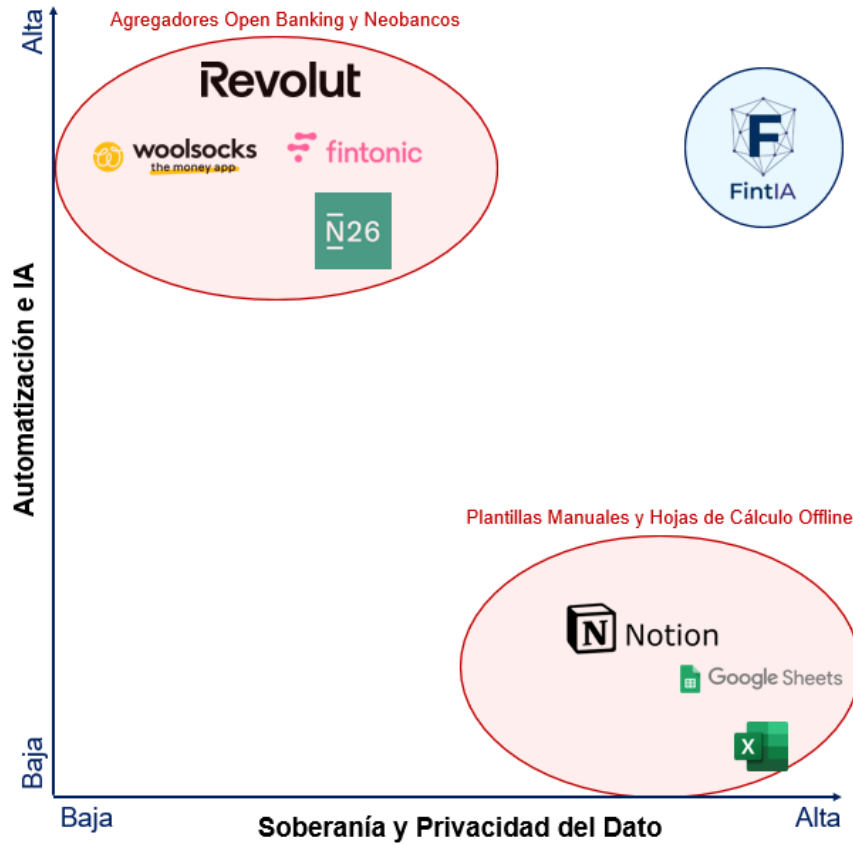 Agregadores Open Banking y Neobancos
Alta
Revolut
woolsocks
the money app
fintonic
N26
F
FintIA
Automatización e IA
Plantillas Manuales y Hojas de Cálculo Offline
N
Notion
Google Sheets
X
Baja
Baja
Soberanía y Privacidad del Dato
Alta